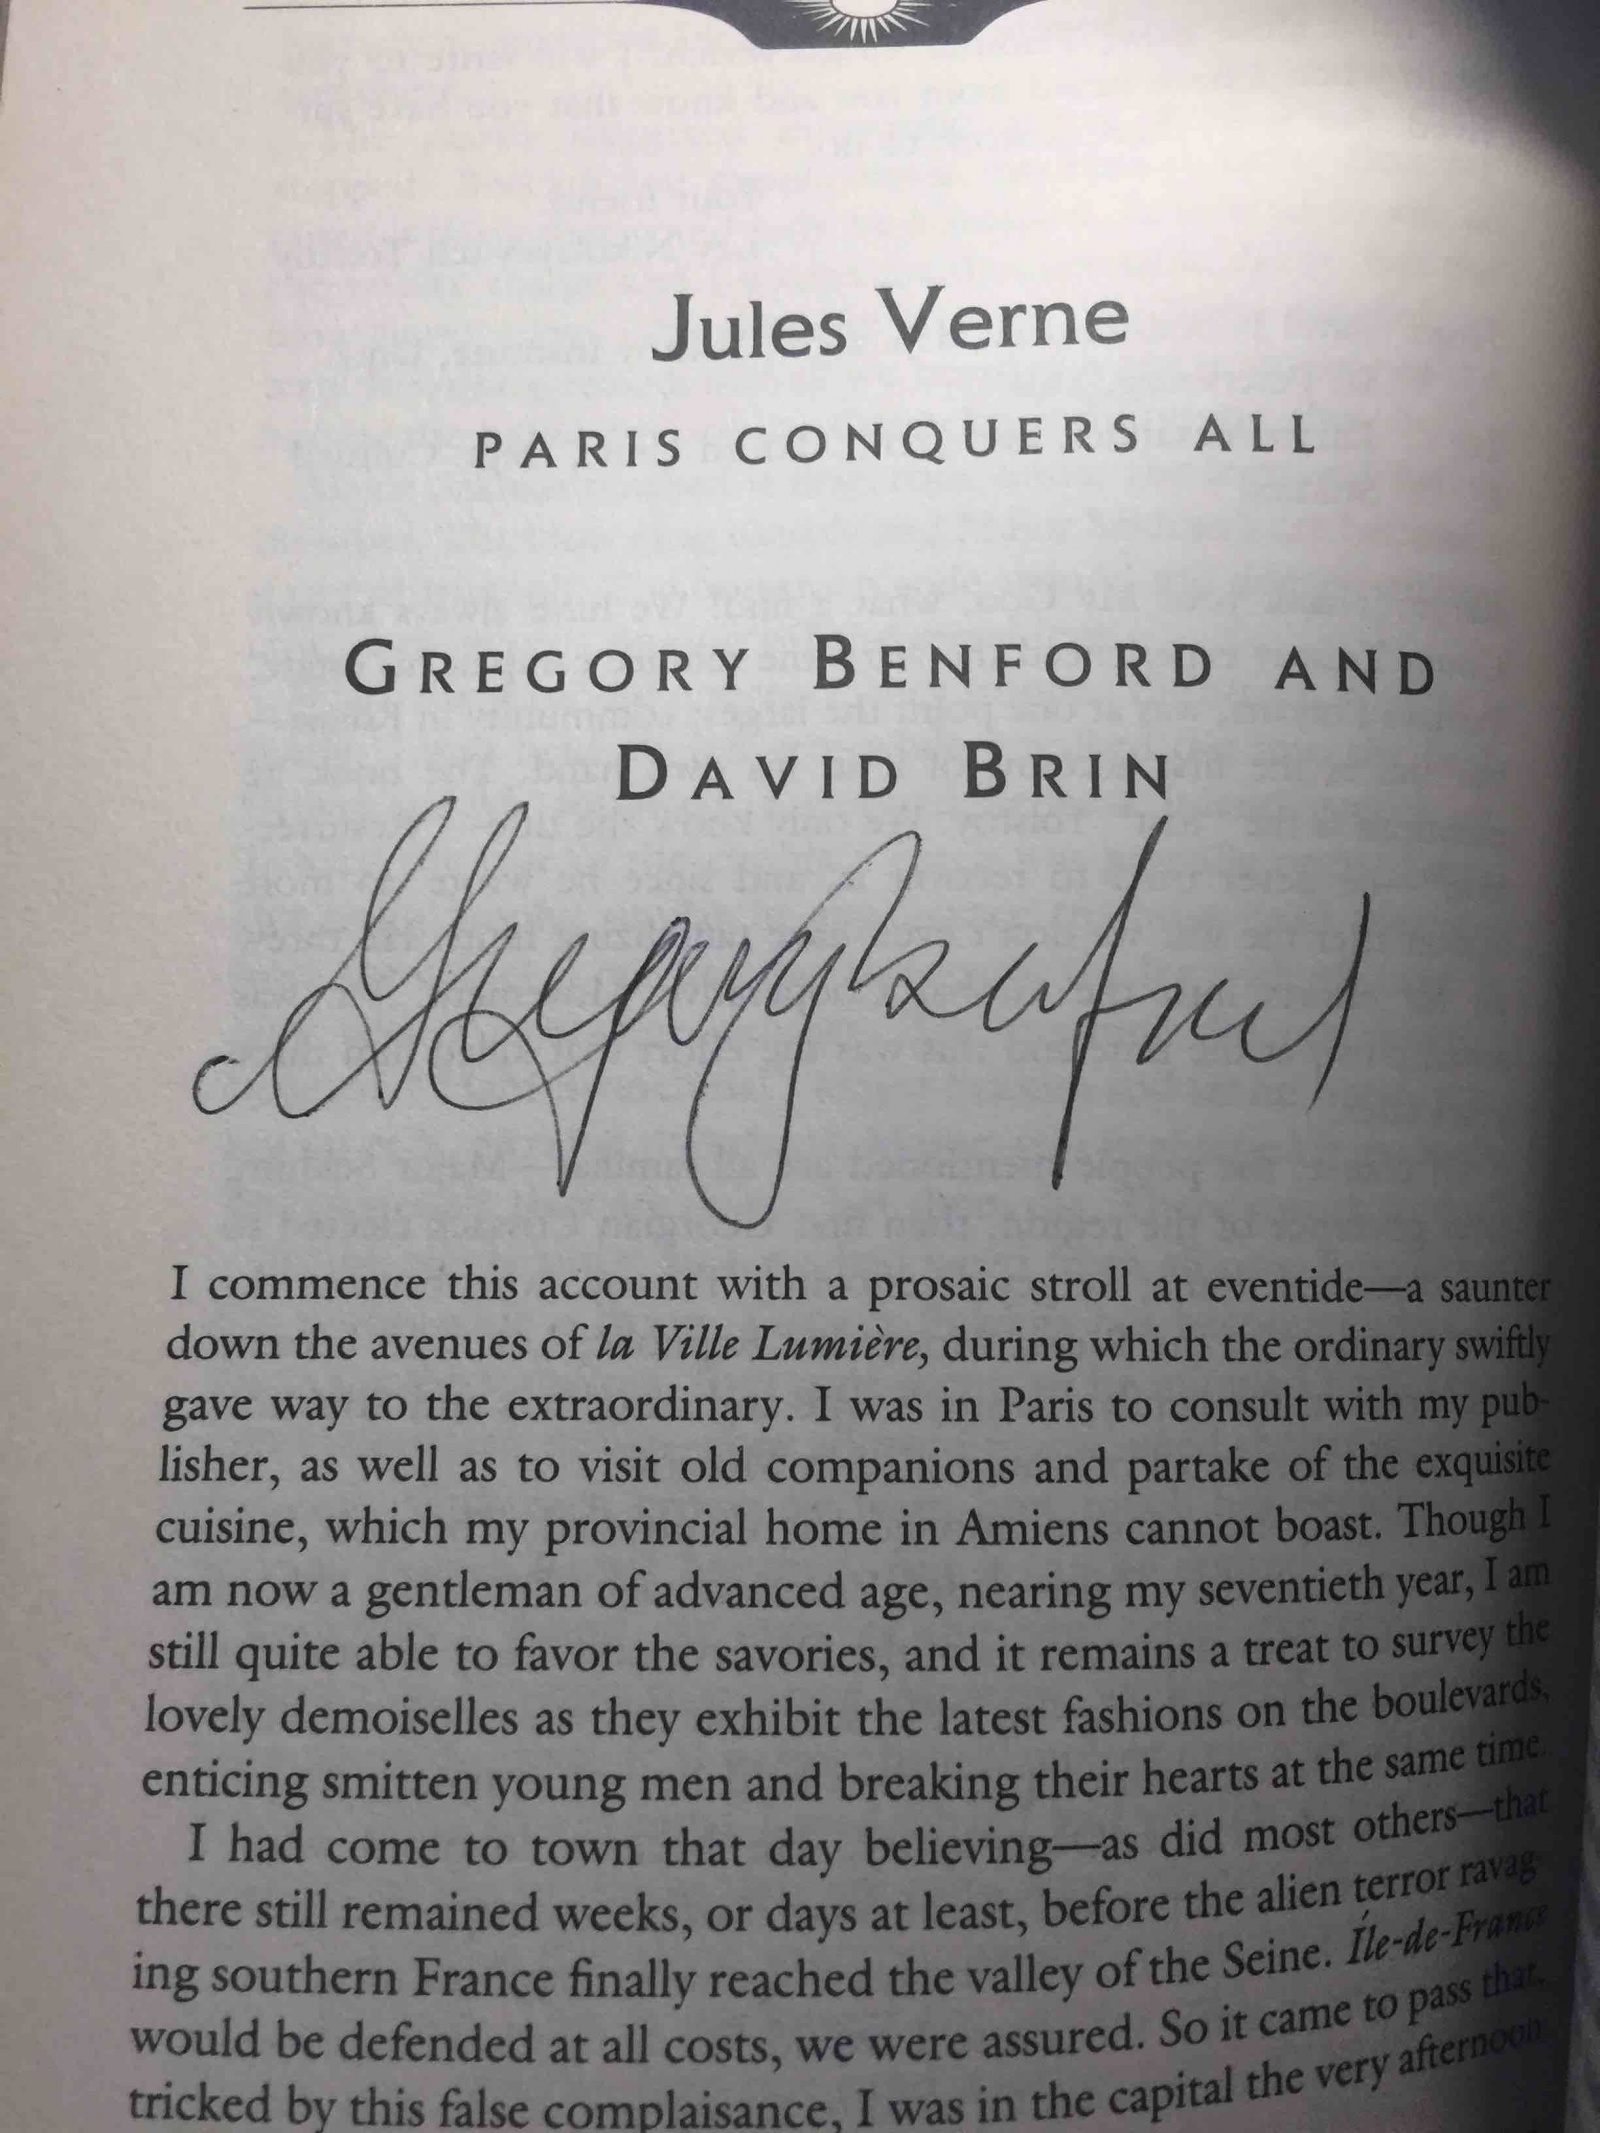 Jules Verne
PARIS CONQUERS ALL
GREGORY BENFORD AND
DAVID BRIN
Gregory Benford
I commence this account with a prosaic stroll at eventide—a saunter
down the avenues of la Ville Lumière, during which the ordinary swiftly
gave way to the extraordinary. I was in Paris to consult with my pub-
lisher, as well as to visit old companions and partake of the exquisite
cuisine, which my provincial home in Amiens cannot boast. Though I
am now a gentleman of advanced age, nearing my seventieth year, I am
still quite able to favor the savories, and it remains a treat to survey the
lovely demoiselles as they exhibit the latest fashions on the boulevards,
enticing smitten young men and breaking their hearts at the same time.
I had come to town that day believing—as did most others—that
there still remained weeks, or days at least, before the alien terror ravag-
ing southern France finally reached the valley of the Seine. Île-de-France
would be defended at all costs, we were assured. So it came to pass that,
tricked by this false complaisance, I was in the capital the very afternoon